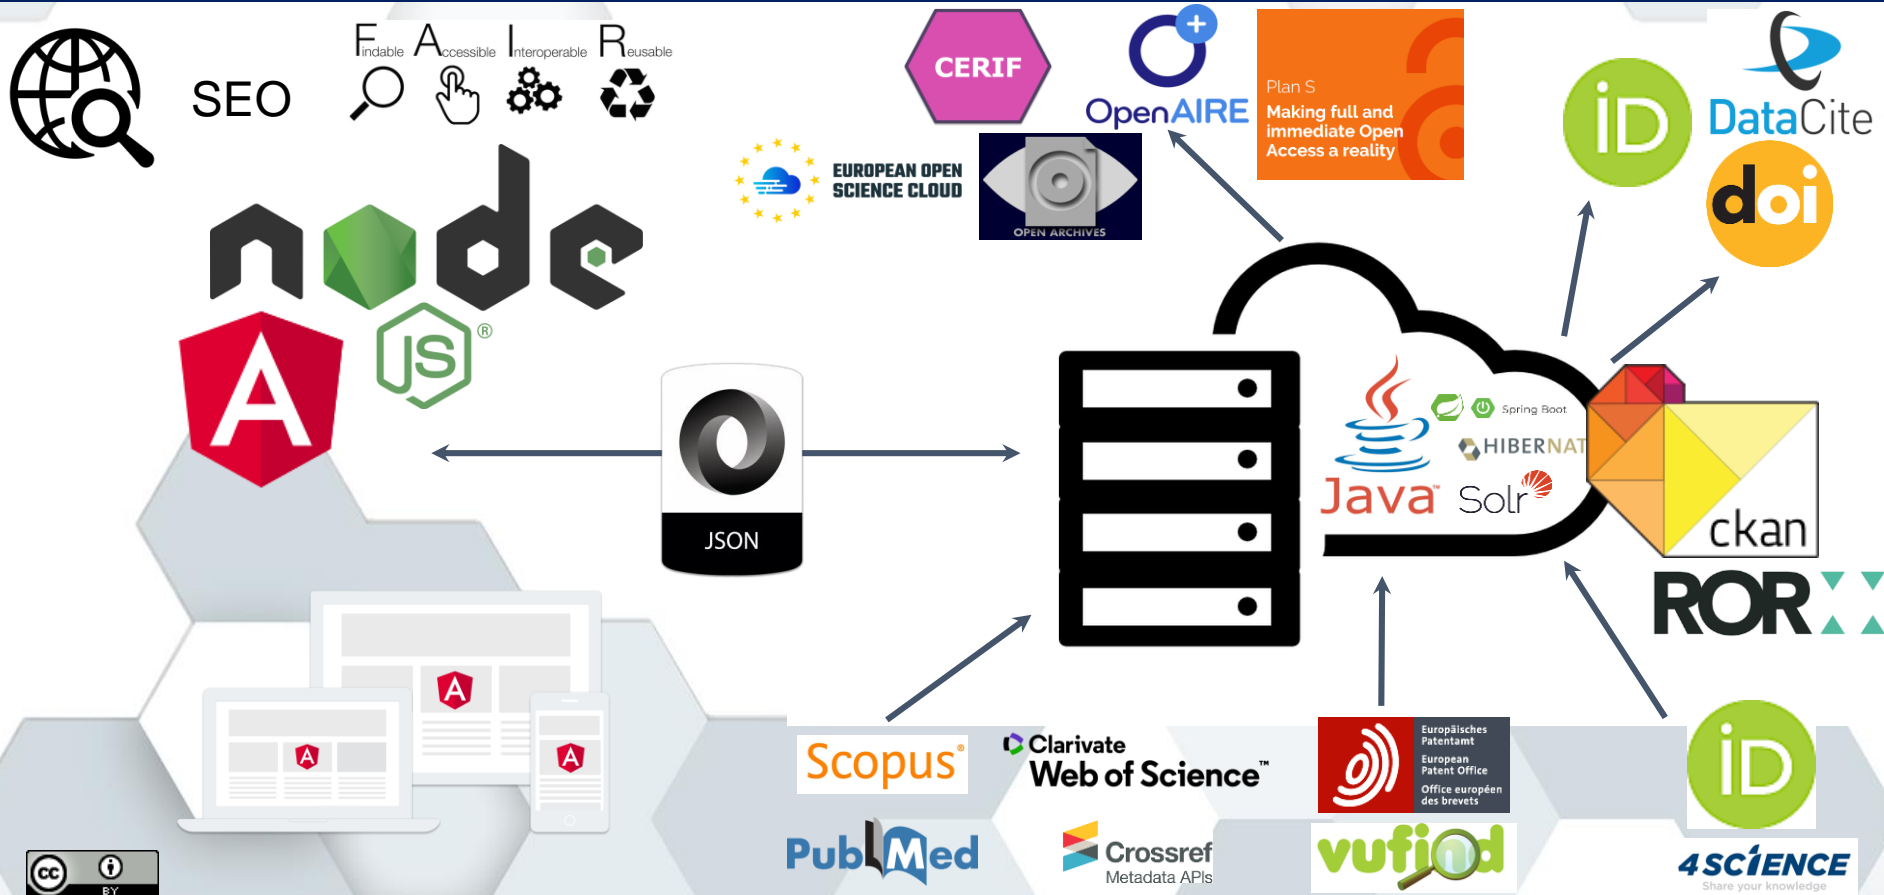 SEO
Findable Accessible Interoperable Reusable
CERIF
OpenAIRE
Plan S
Making full and
immediate Open
Access a reality
iD
DataCite
doi
EUROPEAN OPEN
SCIENCE CLOUD
OPEN ARCHIVES
node
JS®
A
JSON
Java™
Spring Boot
HIBERNAT
Solr
ckan
ROR
A
A
A
Scopus®
Clarivate
Web of Science™
Europäisches
Patentamt
European
Patent Office
Office européen
des brevets
iD
PubMed
Crossref
Metadata APIs
vufind
4SCIENCE
Share your knowledge
cc
BY